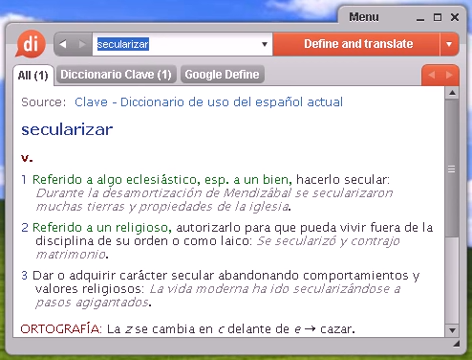 Menu
di
secularizar
Define and translate
All (1)
Diccionario Clave (1)
Google Define
Source: Clave - Diccionario de uso del español actual
secularizar
v.
1 Referido a algo eclesiástico, esp. a un bien, hacerlo secular:
Durante la desamortización de Mendizábal se secularizaron
muchas tierras y propiedades de la iglesia.
2 Referido a un religioso, autorizarlo para que pueda vivir fuera de la
disciplina de su orden o como laico: Se secularizó y contrajo
matrimonio.
3 Dar o adquirir carácter secular abandonando comportamientos y
valores religiosos: La vida moderna ha ido secularizándose a
pasos agigantados.
ORTOGRAFÍA: La z se cambia en c delante de e → cazar.